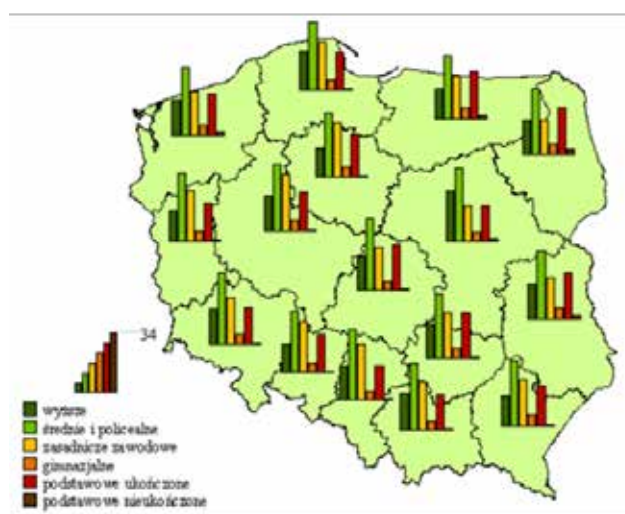 34
wyższe
średnie i policealne
zasadnicze zawodowe
gimnazjalne
podstawowe ukończone
podstawowe nieukończone